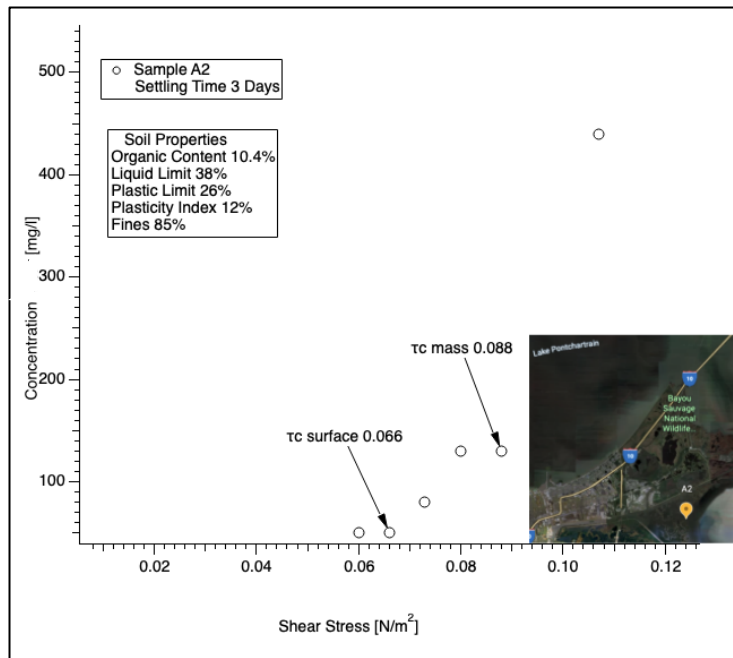 500
400
300
200
100
Concentration [mg/l]
Sample A2
Settling Time 3 Days
Soil Properties
Organic Content 10.4%
Liquid Limit 38%
Plastic Limit 26%
Plasticity Index 12%
Fines 85%
τc mass 0.088
τc surface 0.066
Lake Pontchartrain
10
Bayou
Sauvage
National
Wildlife...
10
A2
0.02 0.04 0.06 0.08 0.10 0.12
Shear Stress [N/m²]